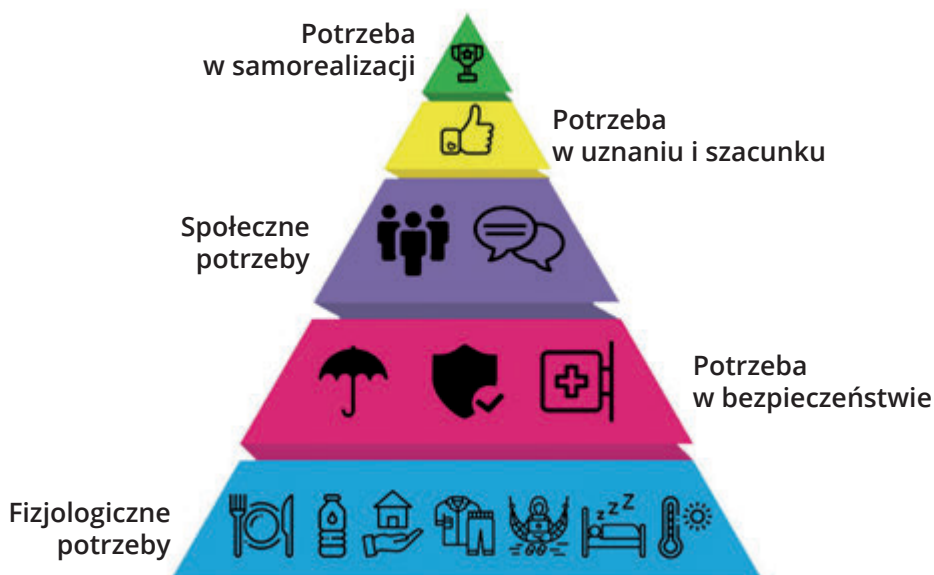 Potrzeba
w samorealizacji
Potrzeba
w uznaniu i szacunku
Społeczne
potrzeby
Potrzeba
w bezpieczeństwie
Fizjologiczne
potrzeby
z z Z Z